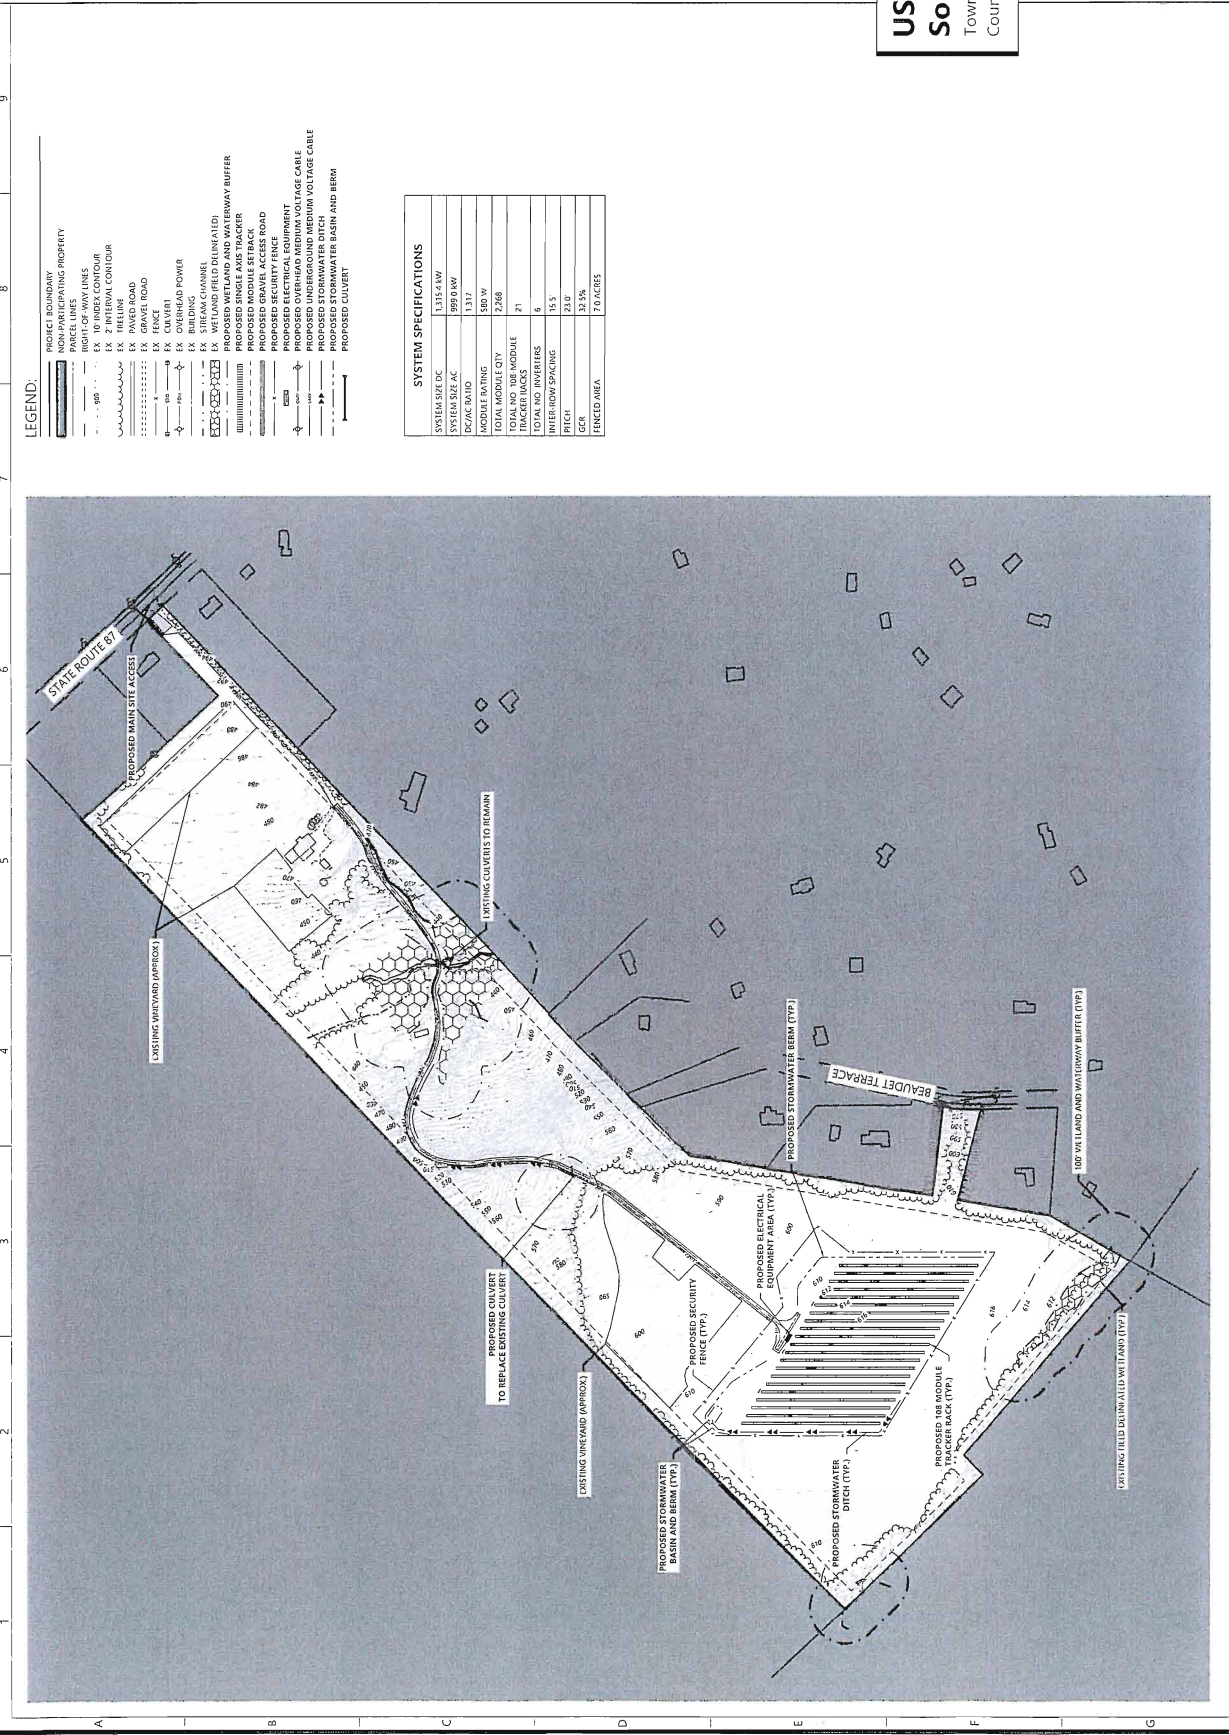 US
So
Town
Coun
LEGEND:
PROJECT BOUNDARY
NON-PARTICIPATING PROPERTY
PARCEL LINES
RIGHT-OF-WAY LINES
EX 10' INDEX CONTOUR
EX 2' INTERVAL CONTOUR
EX TREELINE
EX PAVED ROAD
EX GRAVEL ROAD
EX FENCE
EX CULVERT
EX OVERHEAD POWER
EX BUILDING
EX STREAM CHANNEL
EX WETLAND (FIELD DELINEATED)
PROPOSED WETLAND AND WATERWAY BUFFER
PROPOSED SINGLE AXIS TRACKER
PROPOSED MODULE SETBACK
PROPOSED GRAVEL ACCESS ROAD
PROPOSED SECURITY FENCE
PROPOSED ELECTRICAL EQUIPMENT
PROPOSED OVERHEAD MEDIUM VOLTAGE CABLE
PROPOSED UNDERGROUND MEDIUM VOLTAGE CABLE
PROPOSED STORMWATER DITCH
PROPOSED STORMWATER BASIN AND BERM
PROPOSED CULVERT
SYSTEM SPECIFICATIONS
SYSTEM SIZE DC 1,315.4 kW
SYSTEM SIZE AC 999.0 kW
DC/AC RATIO 1.317
MODULE RATING 580 W
TOTAL MODULE QTY 2,268
TOTAL NO 108-MODULE
TRACKER RACKS 21
TOTAL NO INVERTERS 6
INTER-ROW SPACING 15.5'
PITCH 23.0'
GCR 32.5%
FENCED AREA 7.0 ACRES
STATE ROUTE 87
PROPOSED MAIN SITE ACCESS
EXISTING VINEYARD (APPROX)
EXISTING CULVERT IS TO REMAIN
PROPOSED CULVERT
TO REPLACE EXISTING CULVERT
EXISTING VINEYARD (APPROX.)
PROPOSED SECURITY
FENCE (TYP.)
PROPOSED ELECTRICAL
EQUIPMENT AREA (TYP.)
PROPOSED STORMWATER BERM (TYP.)
BEAUDET TERRACE
100' WETLAND AND WATERWAY BUFFER (TYP.)
PROPOSED STORMWATER
BASIN AND BERM (TYP.)
PROPOSED STORMWATER
DITCH (TYP.)
PROPOSED 108 MODULE
TRACKER RACK (TYP.)
EXISTING FIELD DELINEATED WETLAND (TYP.)
1 2 3 4 5 6 7 8 9
A
B
C
D
E
F
G